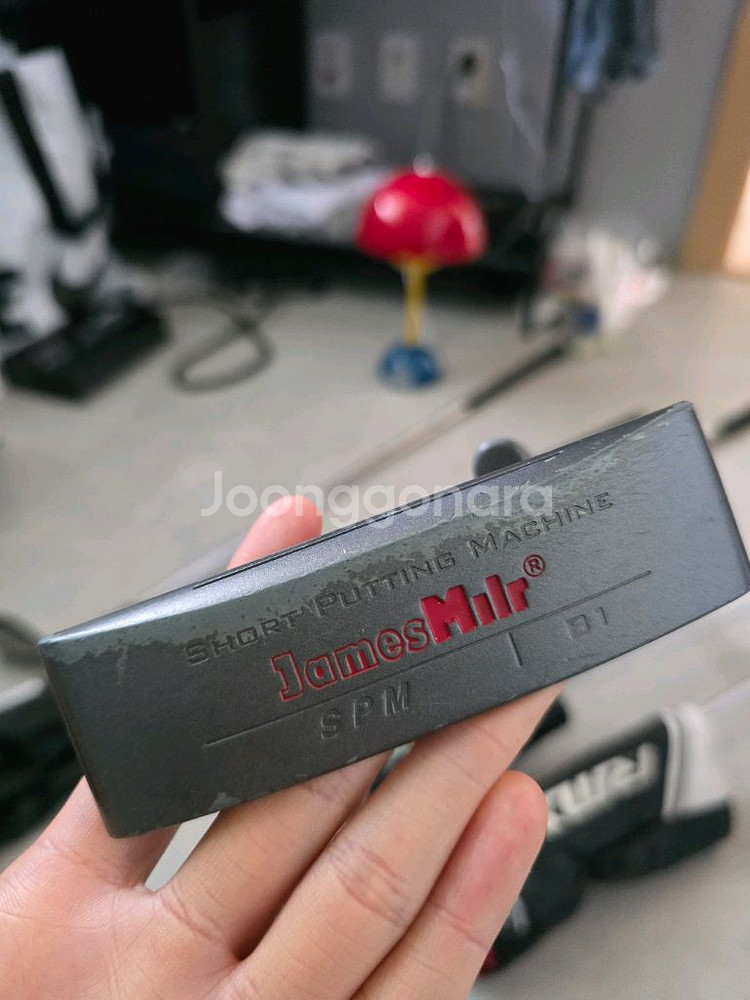 Joonggonara
SHORT PUTTING MACHINE
JamesMilr®
SPM
01